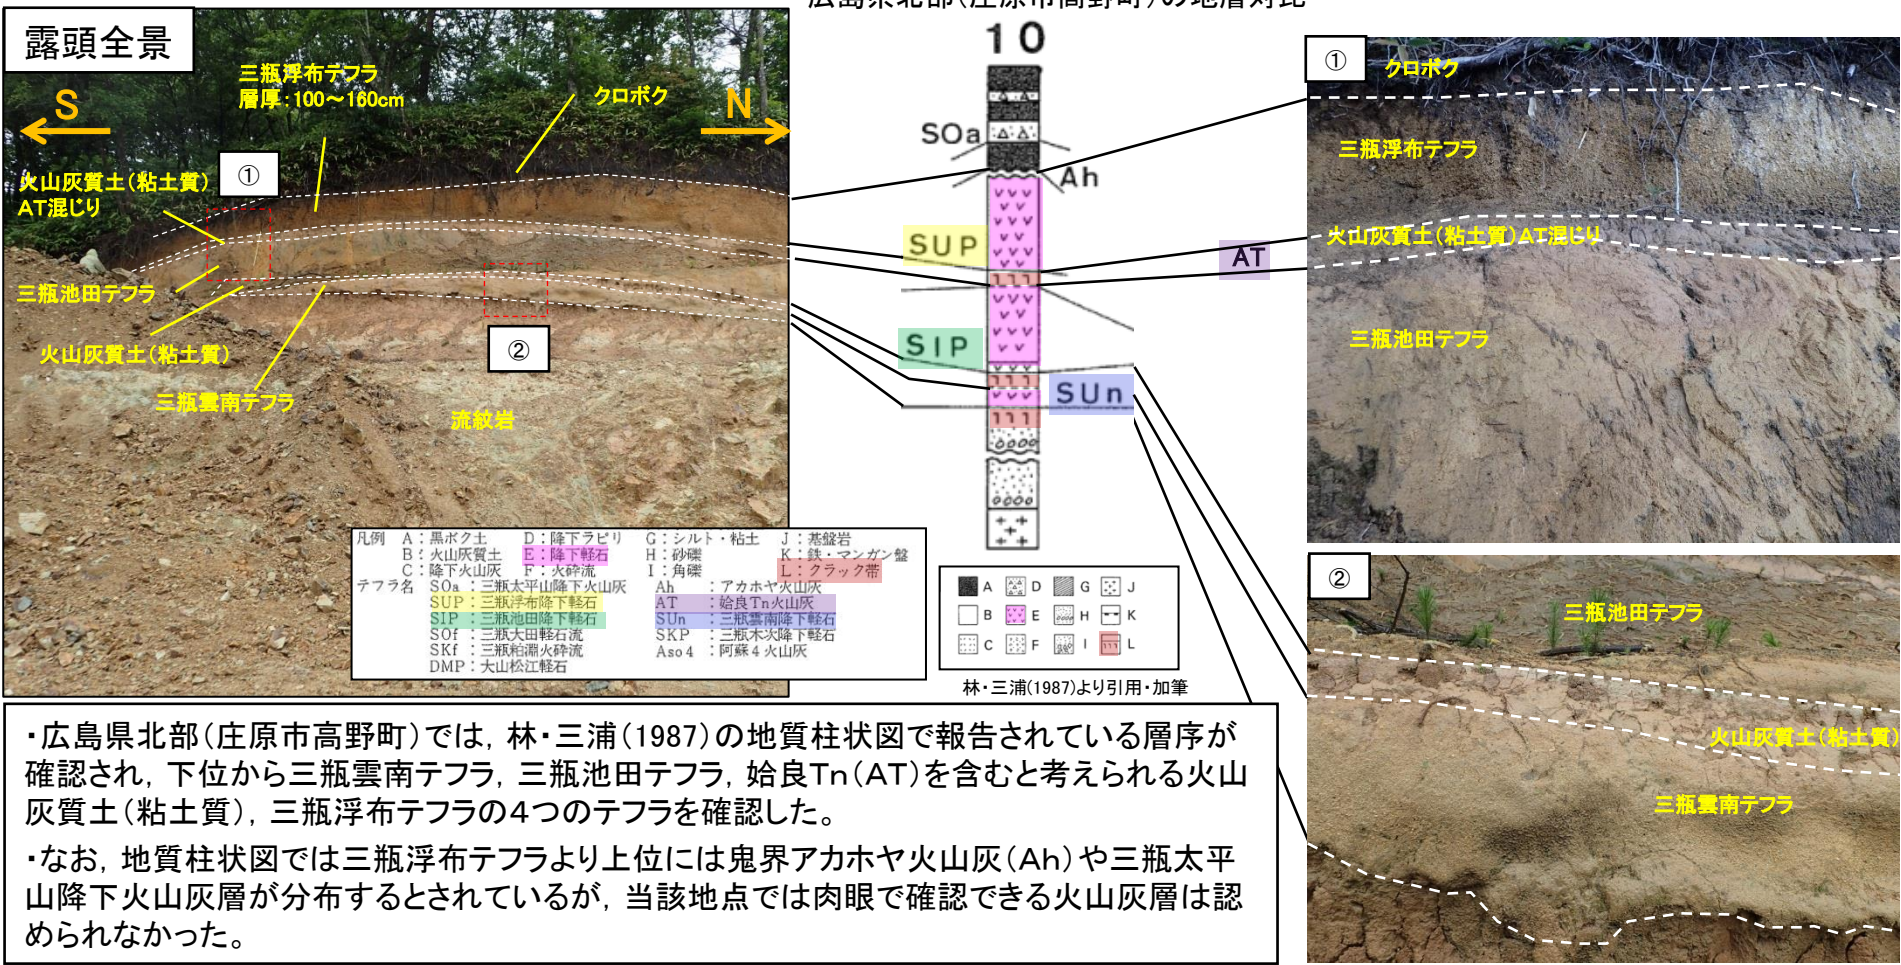 広島県北部(庄原市高野町)の地層対比
露頭全景
S
N
三瓶浮布テフラ
層厚:100～160cm
クロボク
①
火山灰質土(粘土質)
AT混じり
三瓶池田テフラ
火山灰質土(粘土質)
②
三瓶雲南テフラ
流紋岩
10
SOa
Ah
SUP
AT
SIP
SUn
①
クロボク
三瓶浮布テフラ
火山灰質土(粘土質)AT混じり
三瓶池田テフラ
②
三瓶池田テフラ
火山灰質土(粘土質)
三瓶雲南テフラ
凡例 A:黒ボク土 D:降下ラピリ G:シルト・粘土 J:基盤岩
B:火山灰質土 E:降下軽石 H:砂礫 K:鉄・マンガン盤
C:降下火山灰 F:火砕流 I:角礫 L:クラック帯
テフラ名 SOa:三瓶太平山降下火山灰 Ah:アカホヤ火山灰
SUP:三瓶浮布降下軽石 AT:姶良Tn火山灰
SIP:三瓶池田降下軽石 SUn:三瓶雲南降下軽石
SOf:三瓶大田軽石流 SKP:三瓶木次降下軽石
SKf:三瓶粕淵火砕流 Aso4:阿蘇4火山灰
DMP:大山松江軽石
A D G J
B E H K
C F I L
林・三浦(1987)より引用・加筆
・広島県北部(庄原市高野町)では,林・三浦(1987)の地質柱状図で報告されている層序が
確認され,下位から三瓶雲南テフラ,三瓶池田テフラ,姶良Tn(AT)を含むと考えられる火山
灰質土(粘土質),三瓶浮布テフラの4つのテフラを確認した。
・なお,地質柱状図では三瓶浮布テフラより上位には鬼界アカホヤ火山灰(Ah)や三瓶太平
山降下火山灰層が分布するとされているが,当該地点では肉眼で確認できる火山灰層は認
められなかった。